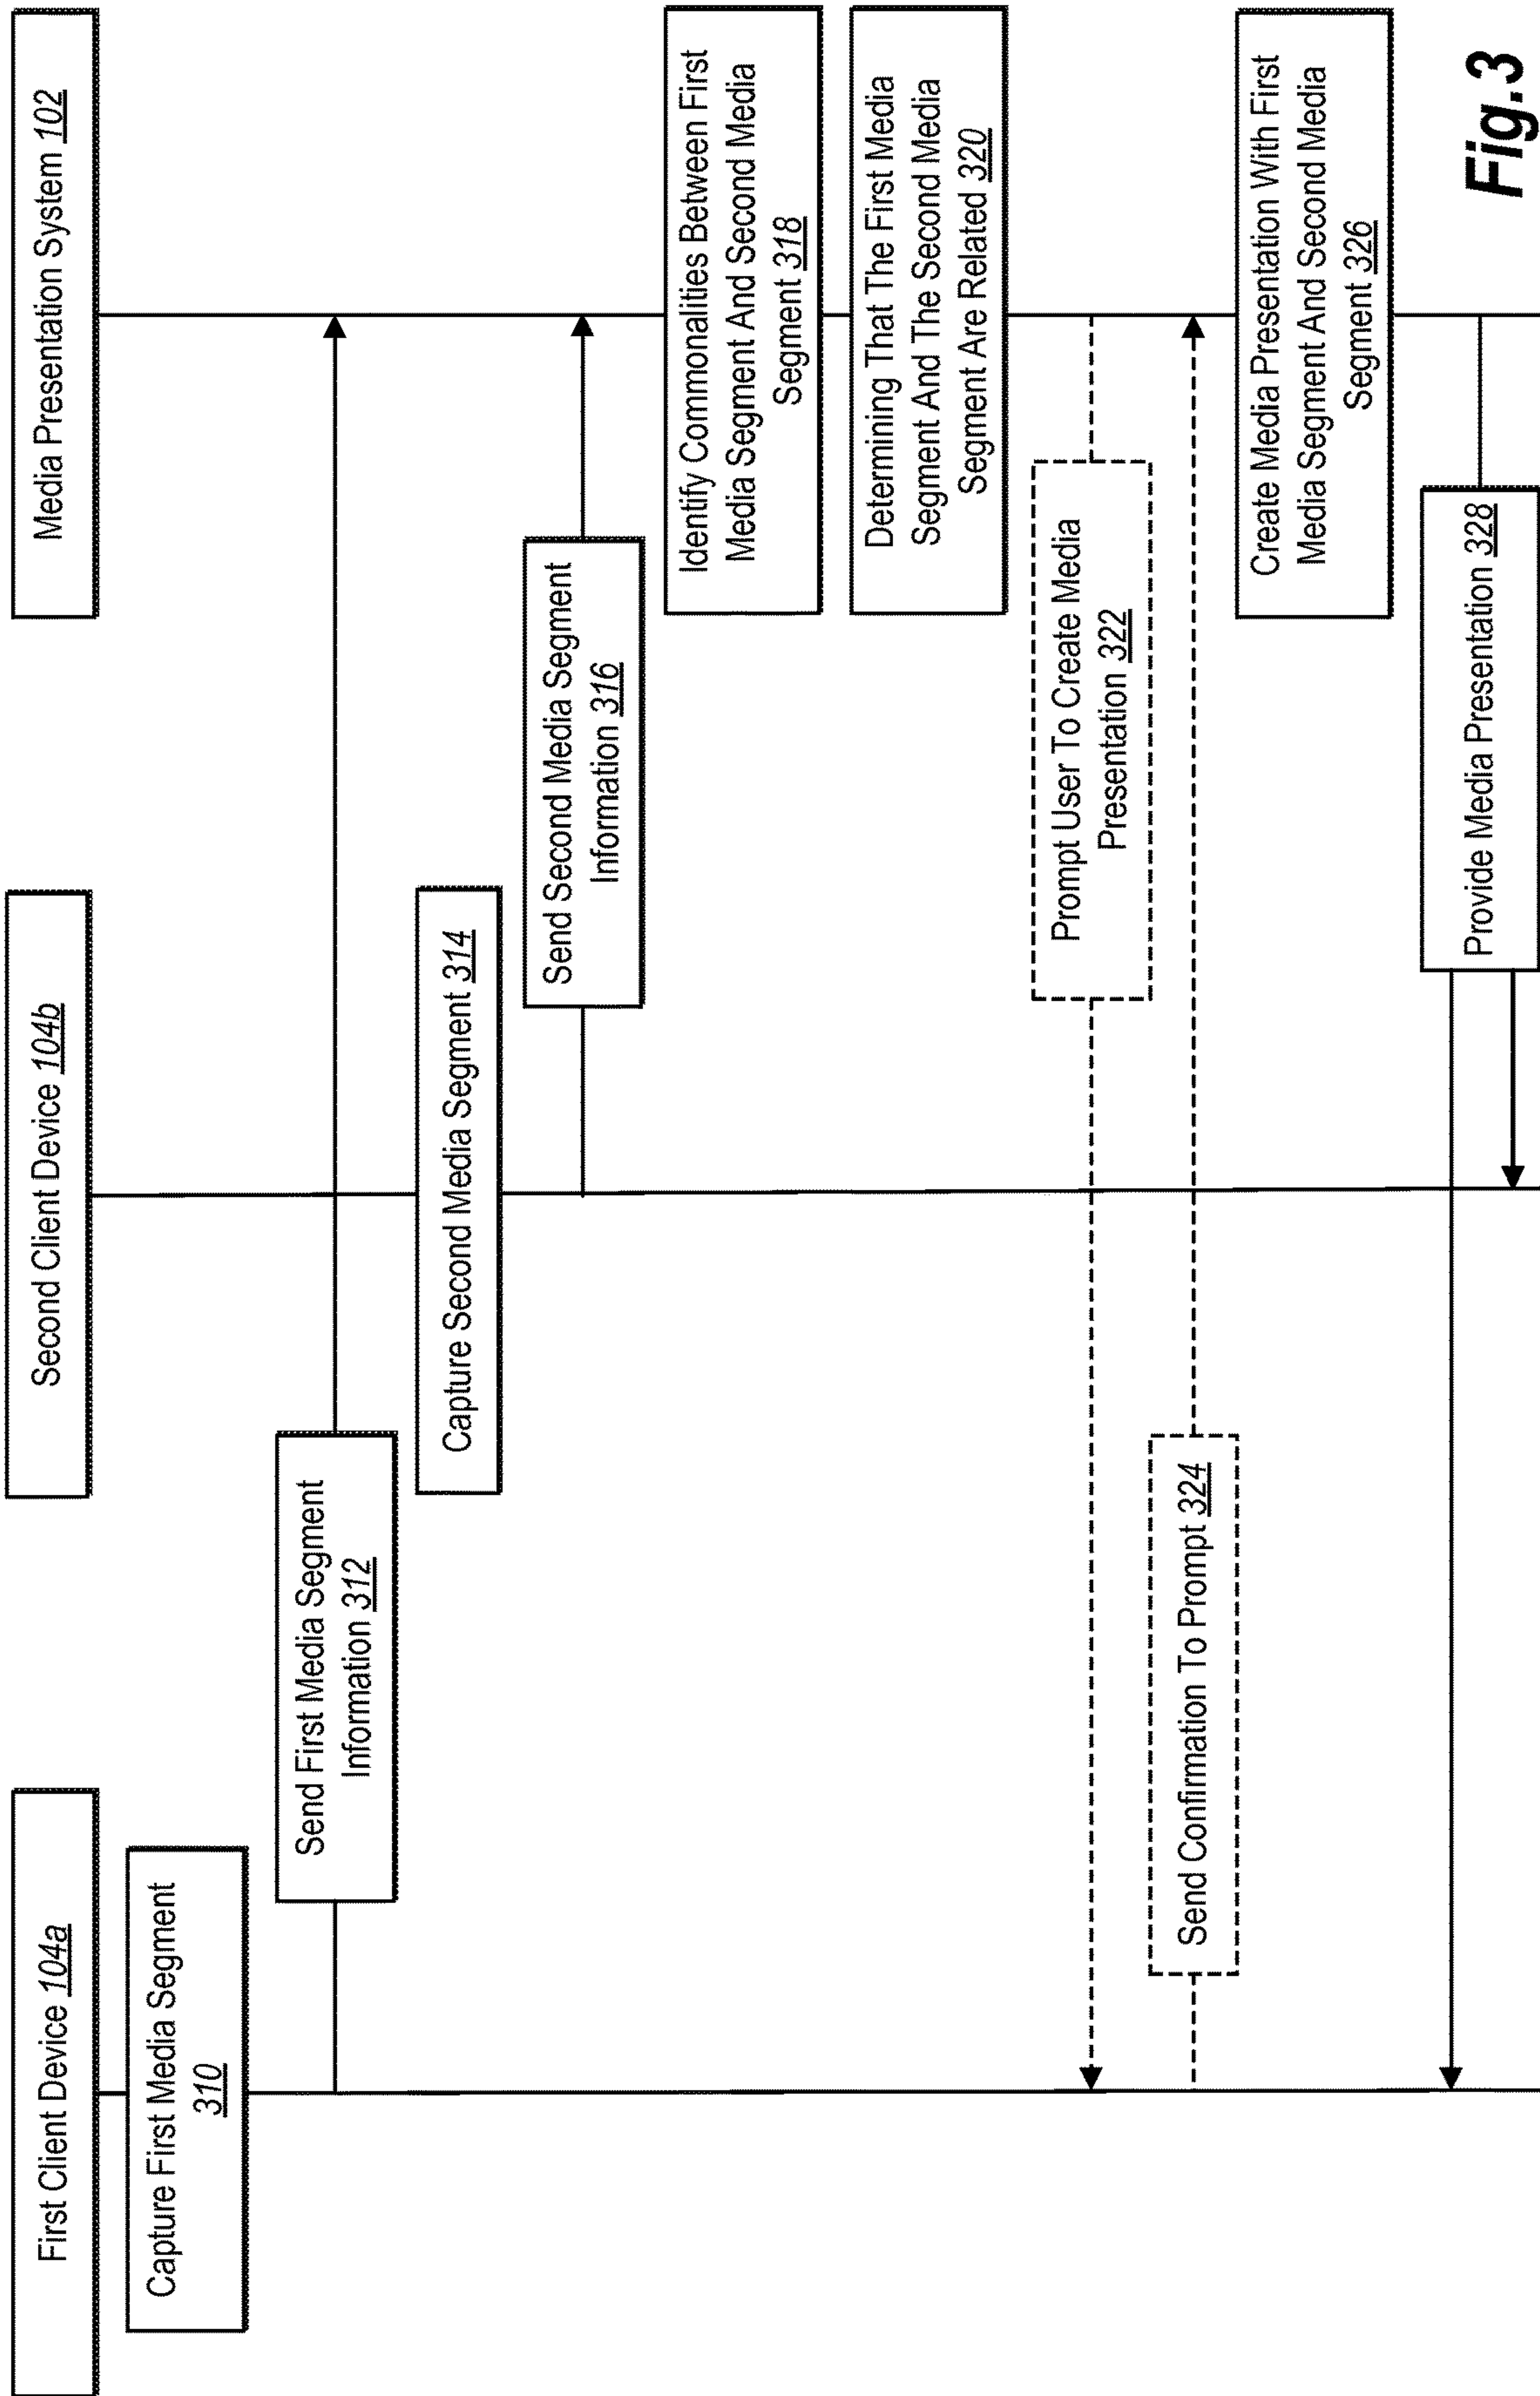 First Client Device 104a
Second Client Device 104b
Media Presentation System 102
Capture First Media Segment
310
Send First Media Segment
Information 312
Capture Second Media Segment 314
Send Second Media Segment
Information 316
Identify Commonalities Between First
Media Segment And Second Media
Segment 318
Determining That The First Media
Segment And The Second Media
Segment Are Related 320
Prompt User To Create Media
Presentation 322
Send Confirmation To Prompt 324
Create Media Presentation With First
Media Segment And Second Media
Segment 326
Provide Media Presentation 328
Fig.3